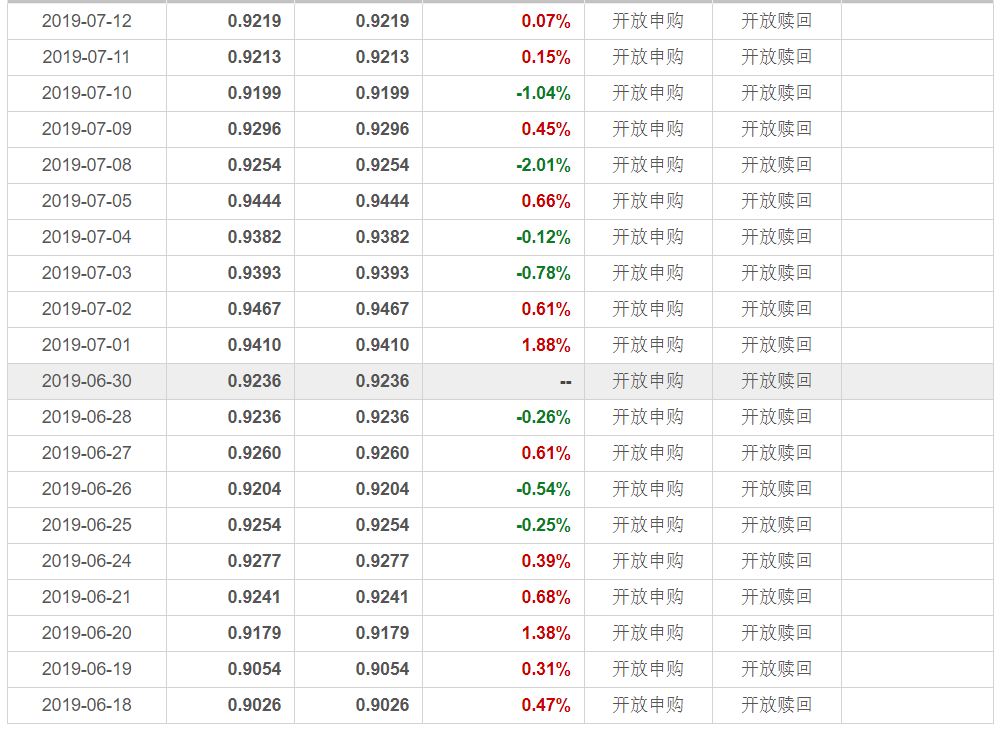 2019-07-12 0.9219 0.9219 0.07% 开放申购 开放赎回
2019-07-11 0.9213 0.9213 0.15% 开放申购 开放赎回
2019-07-10 0.9199 0.9199 -1.04% 开放申购 开放赎回
2019-07-09 0.9296 0.9296 0.45% 开放申购 开放赎回
2019-07-08 0.9254 0.9254 -2.01% 开放申购 开放赎回
2019-07-05 0.9444 0.9444 0.66% 开放申购 开放赎回
2019-07-04 0.9382 0.9382 -0.12% 开放申购 开放赎回
2019-07-03 0.9393 0.9393 -0.78% 开放申购 开放赎回
2019-07-02 0.9467 0.9467 0.61% 开放申购 开放赎回
2019-07-01 0.9410 0.9410 1.88% 开放申购 开放赎回
2019-06-30 0.9236 0.9236 -- 开放申购 开放赎回
2019-06-28 0.9236 0.9236 -0.26% 开放申购 开放赎回
2019-06-27 0.9260 0.9260 0.61% 开放申购 开放赎回
2019-06-26 0.9204 0.9204 -0.54% 开放申购 开放赎回
2019-06-25 0.9254 0.9254 -0.25% 开放申购 开放赎回
2019-06-24 0.9277 0.9277 0.39% 开放申购 开放赎回
2019-06-21 0.9241 0.9241 0.68% 开放申购 开放赎回
2019-06-20 0.9179 0.9179 1.38% 开放申购 开放赎回
2019-06-19 0.9054 0.9054 0.31% 开放申购 开放赎回
2019-06-18 0.9026 0.9026 0.47% 开放申购 开放赎回